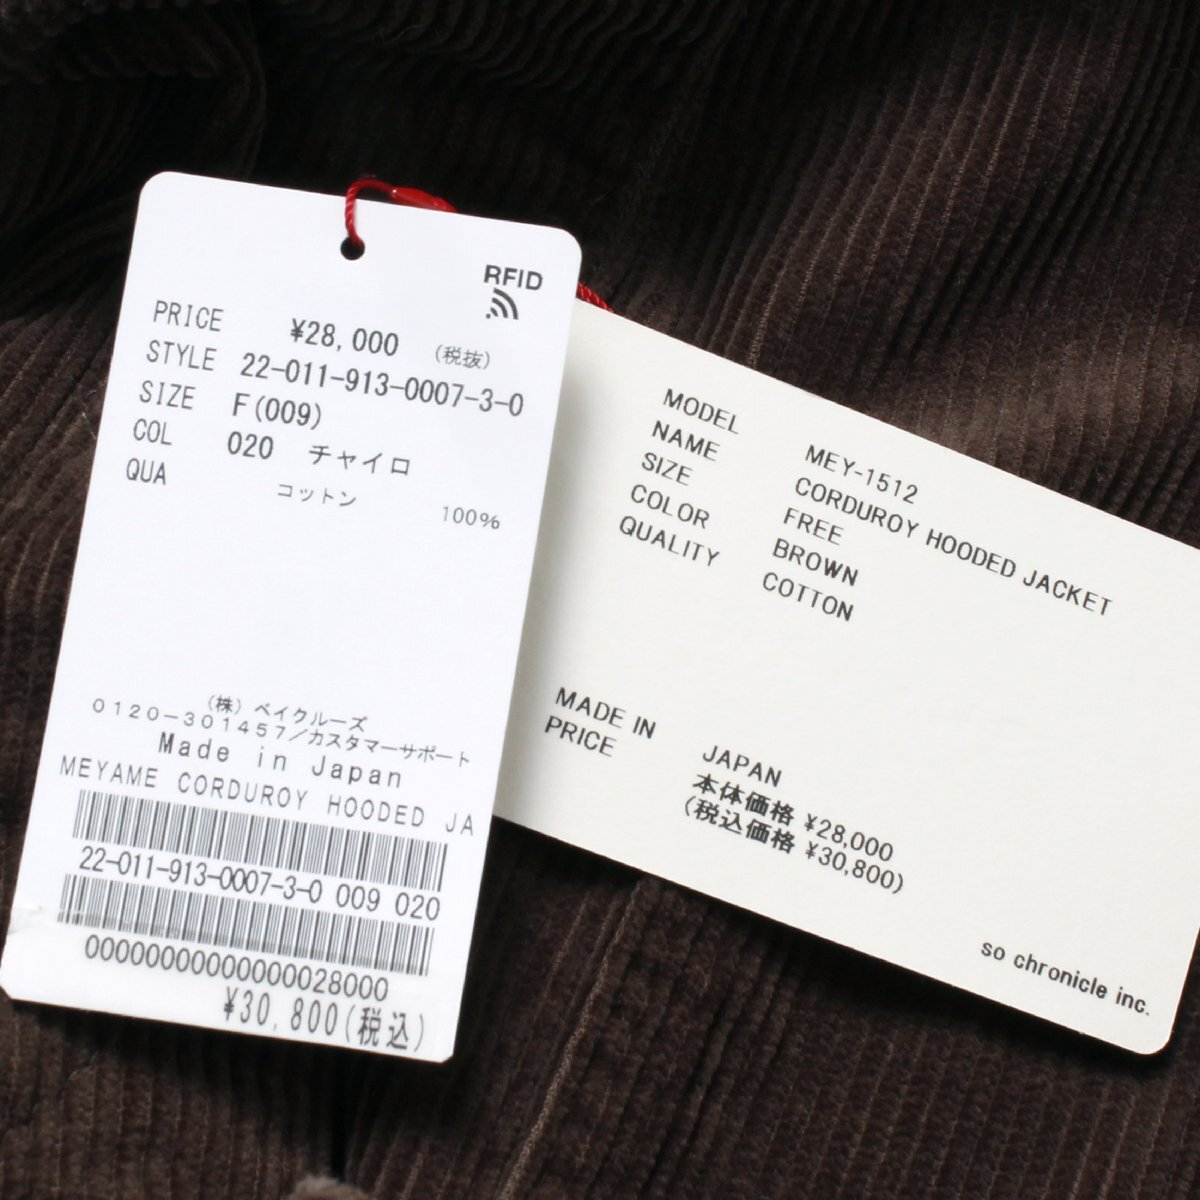 RFID
PRICE ¥28,000 (税抜)
STYLE 22-011-913-0007-3-0
SIZE F(009)
COL 020 チャイロ
QUA コットン 100%
(株)ベイクルーズ
0120-301457/カスタマーサポート
Made in Japan
MEYAME CORDUROY HOODED JA
22-011-913-0007-3-0 009 020
0000000000000028000
¥30,800(税込)
MODEL MEY-1512
NAME CORDUROY HOODED JACKET
SIZE FREE
COLOR BROWN
QUALITY COTTON
MADE IN JAPAN
PRICE 本体価格 ¥28,000
(税込価格 ¥30,800)
so chronicle inc.